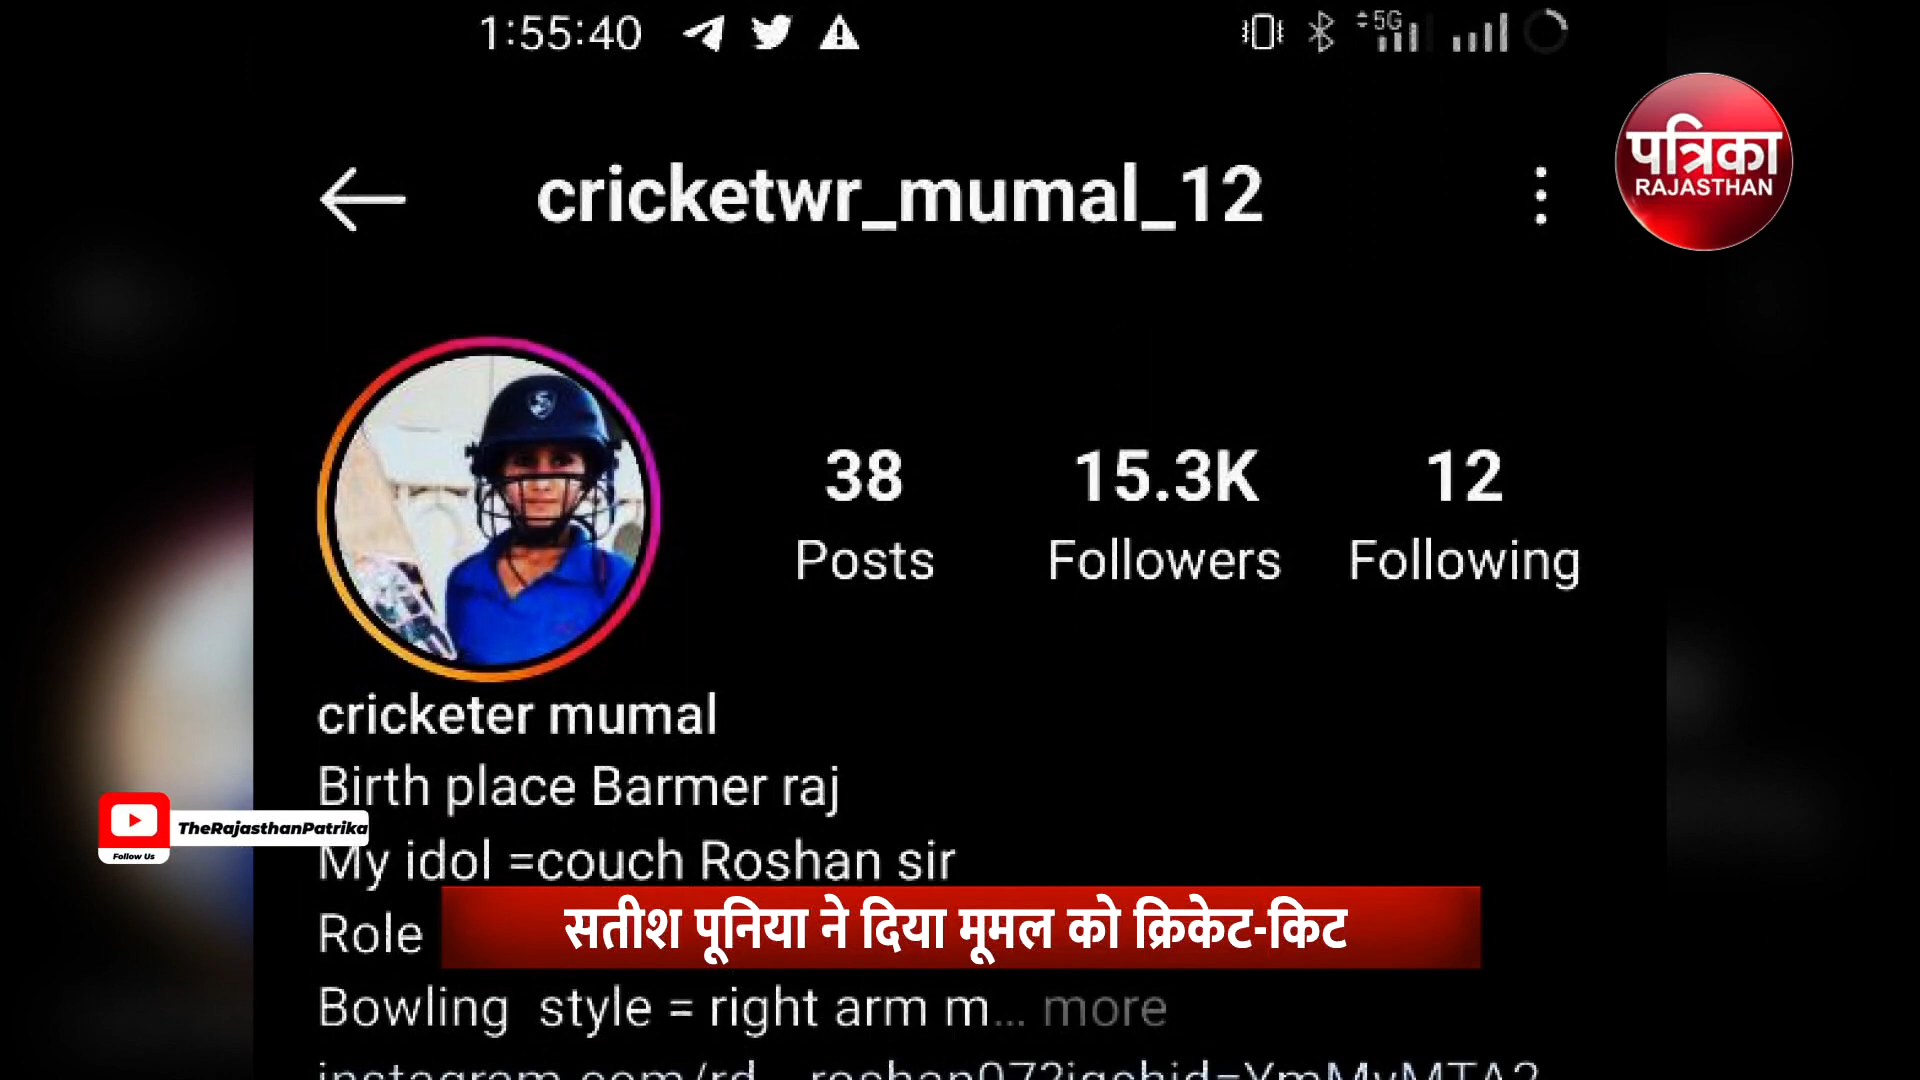 1:55:40
5G
पत्रिका
RAJASTHAN
cricketwr_mumal_12
38
Posts
15.3K
Followers
12
Following
cricketer mumal
Birth place Barmer raj
TheRajasthanPatrika
Follow Us
My idol =couch Roshan sir
Role
सतीश पूनिया ने दिया मूमल को क्रिकेट-किट
Bowling style = right arm m... more